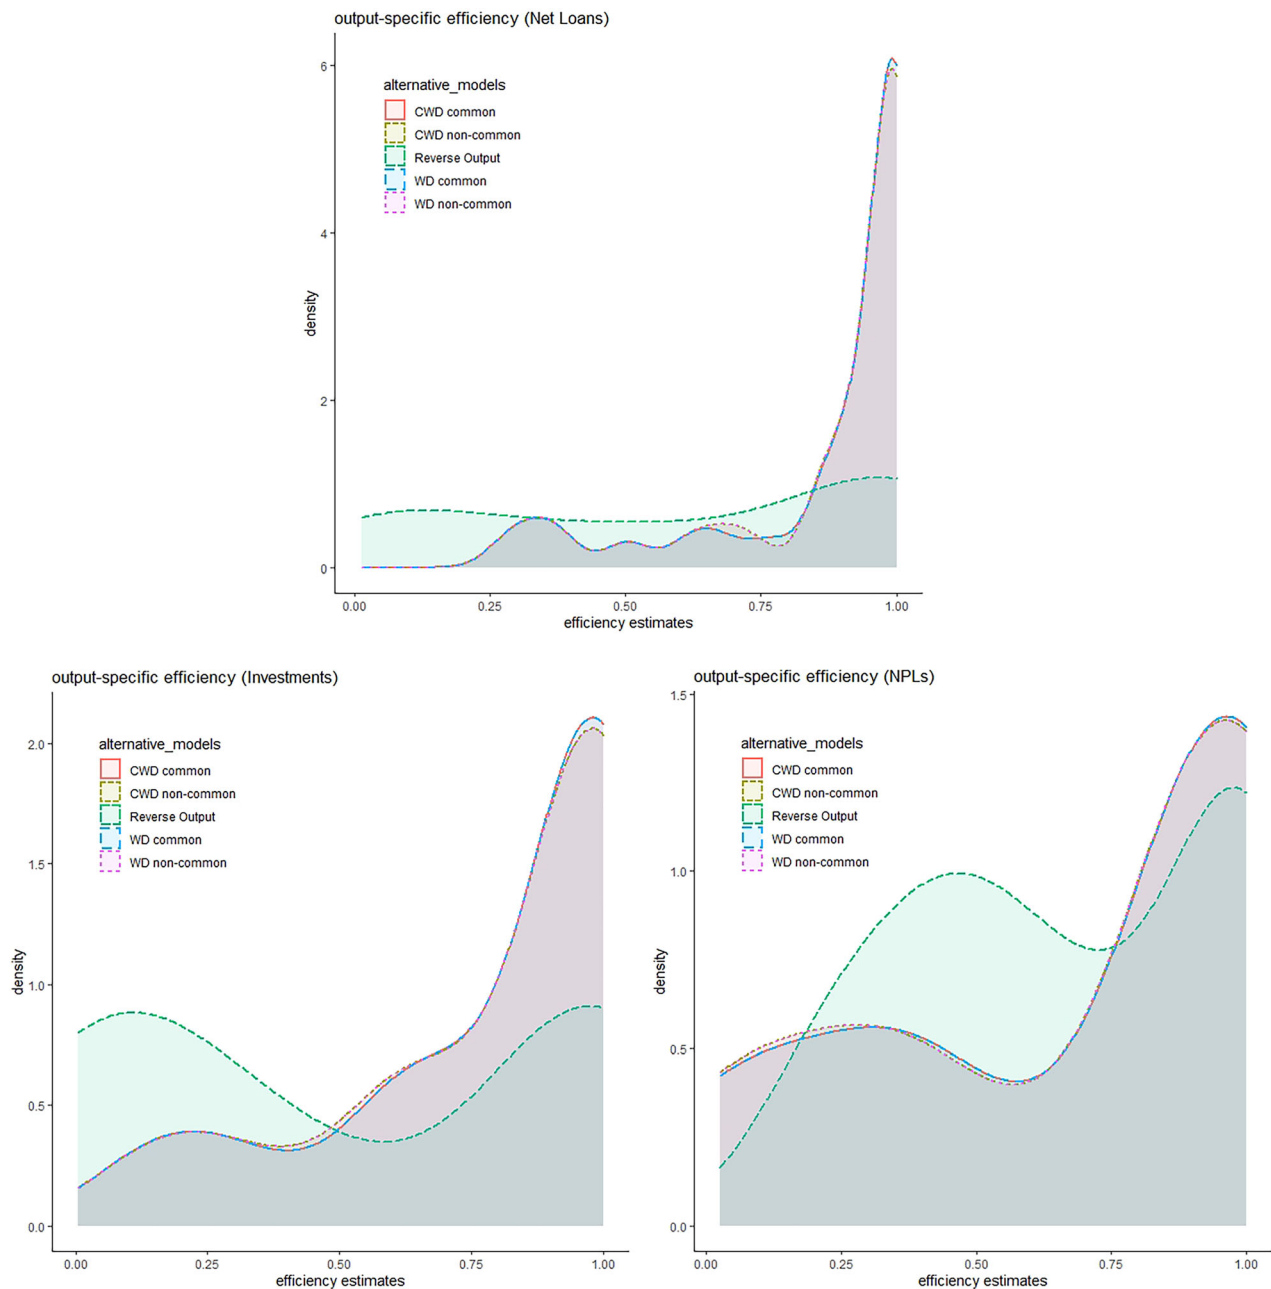 output-specific efficiency (Net Loans)
6
4
2
0
density
alternative_models
CWD common
CWD non-common
Reverse Output
WD common
WD non-common
0.00 0.25 0.50 0.75 1.00
efficiency estimates
output-specific efficiency (Investments)
2.0
1.5
1.0
0.5
0.0
density
alternative_models
CWD common
CWD non-common
Reverse Output
WD common
WD non-common
0.00 0.25 0.50 0.75 1.00
efficiency estimates
output-specific efficiency (NPLs)
1.5
1.0
0.5
0.0
density
alternative_models
CWD common
CWD non-common
Reverse Output
WD common
WD non-common
0.00 0.25 0.50 0.75 1.00
efficiency estimates